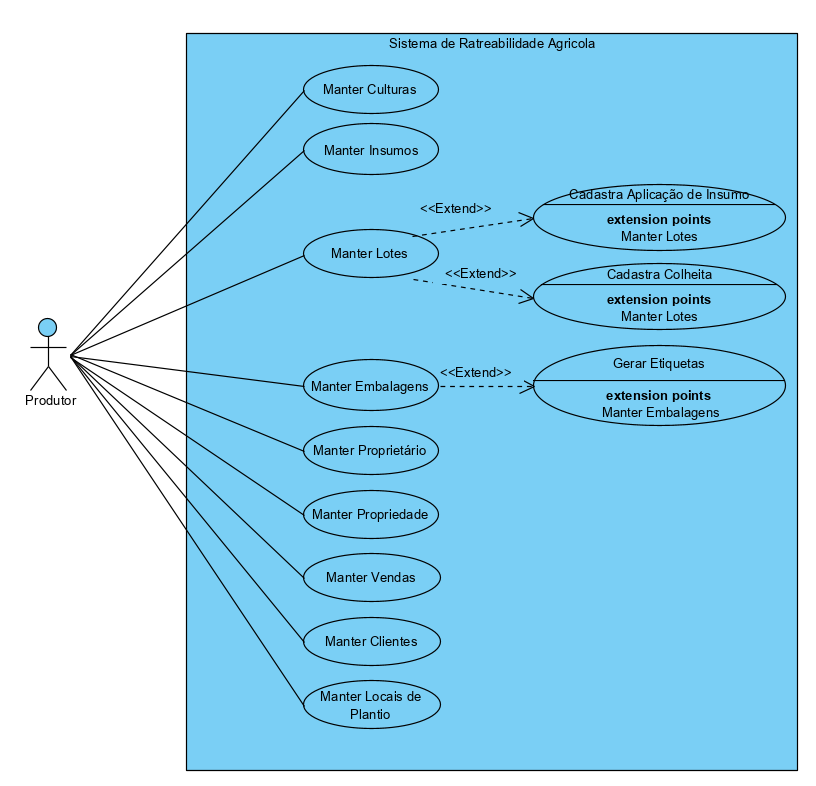 Sistema de Ratreabilidade Agricola
Manter Culturas
Manter Insumos
<<Extend>>
Cadastra Aplicação de Insumo
extension points
Manter Lotes
Manter Lotes
<<Extend>>
Cadastra Colheita
extension points
Manter Lotes
Produtor
Manter Embalagens
<<Extend>>
Gerar Etiquetas
extension points
Manter Embalagens
Manter Proprietário
Manter Propriedade
Manter Vendas
Manter Clientes
Manter Locais de
Plantio